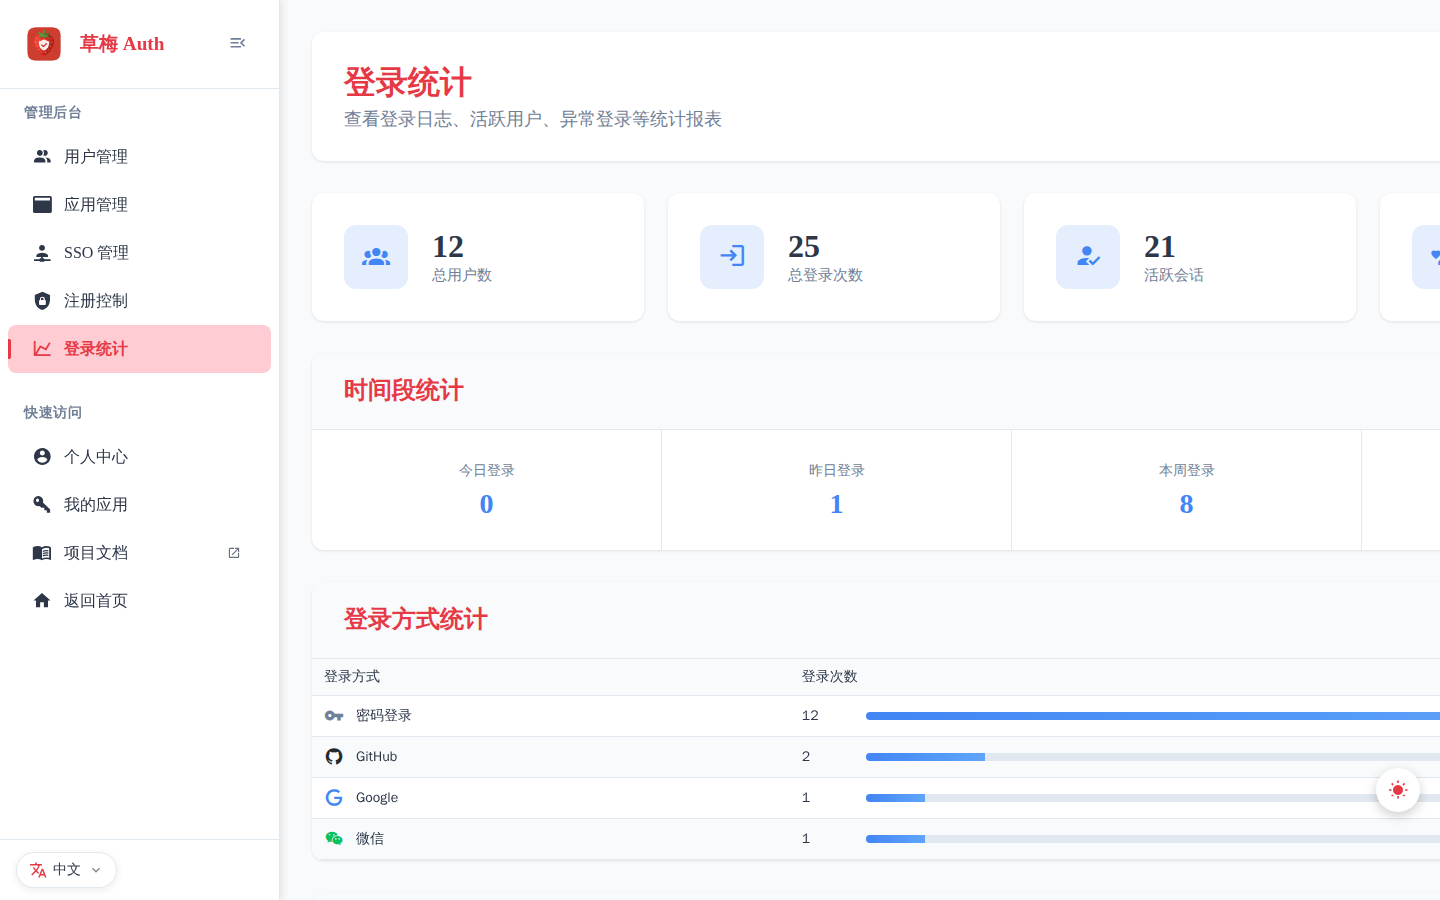 草梅 Auth
管理后台
用户管理
应用管理
SSO 管理
注册控制
登录统计
快速访问
个人中心
我的应用
项目文档
返回首页
中文
登录统计
查看登录日志、活跃用户、异常登录等统计报表
12
总用户数
25
总登录次数
21
活跃会话
时间段统计
今日登录
0
昨日登录
1
本周登录
8
登录方式统计
登录方式 登录次数
密码登录 12
GitHub 2
Google 1
微信 1